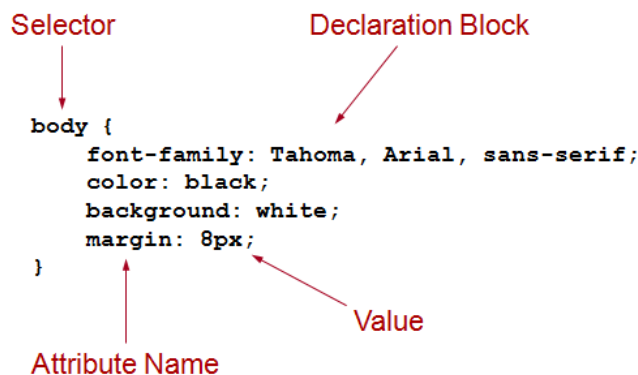 Selector
Declaration Block
body {
font-family: Tahoma, Arial, sans-serif;
color: black;
background: white;
margin: 8px;
}
Value
Attribute Name